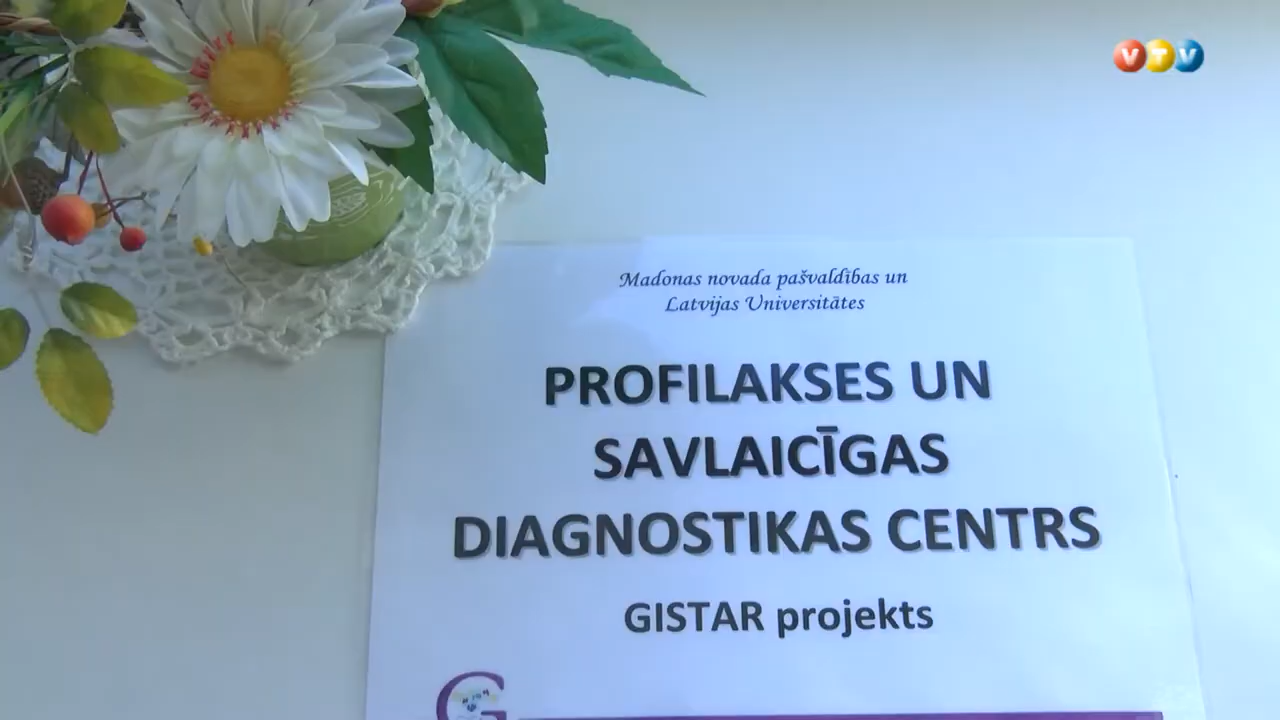 VTV
Madonas novada pašvaldības un
Latvijas Universitātes
PROFILAKSES UN
SAVLAICĪGAS
DIAGNOSTIKAS CENTRS
GISTAR projekts
G